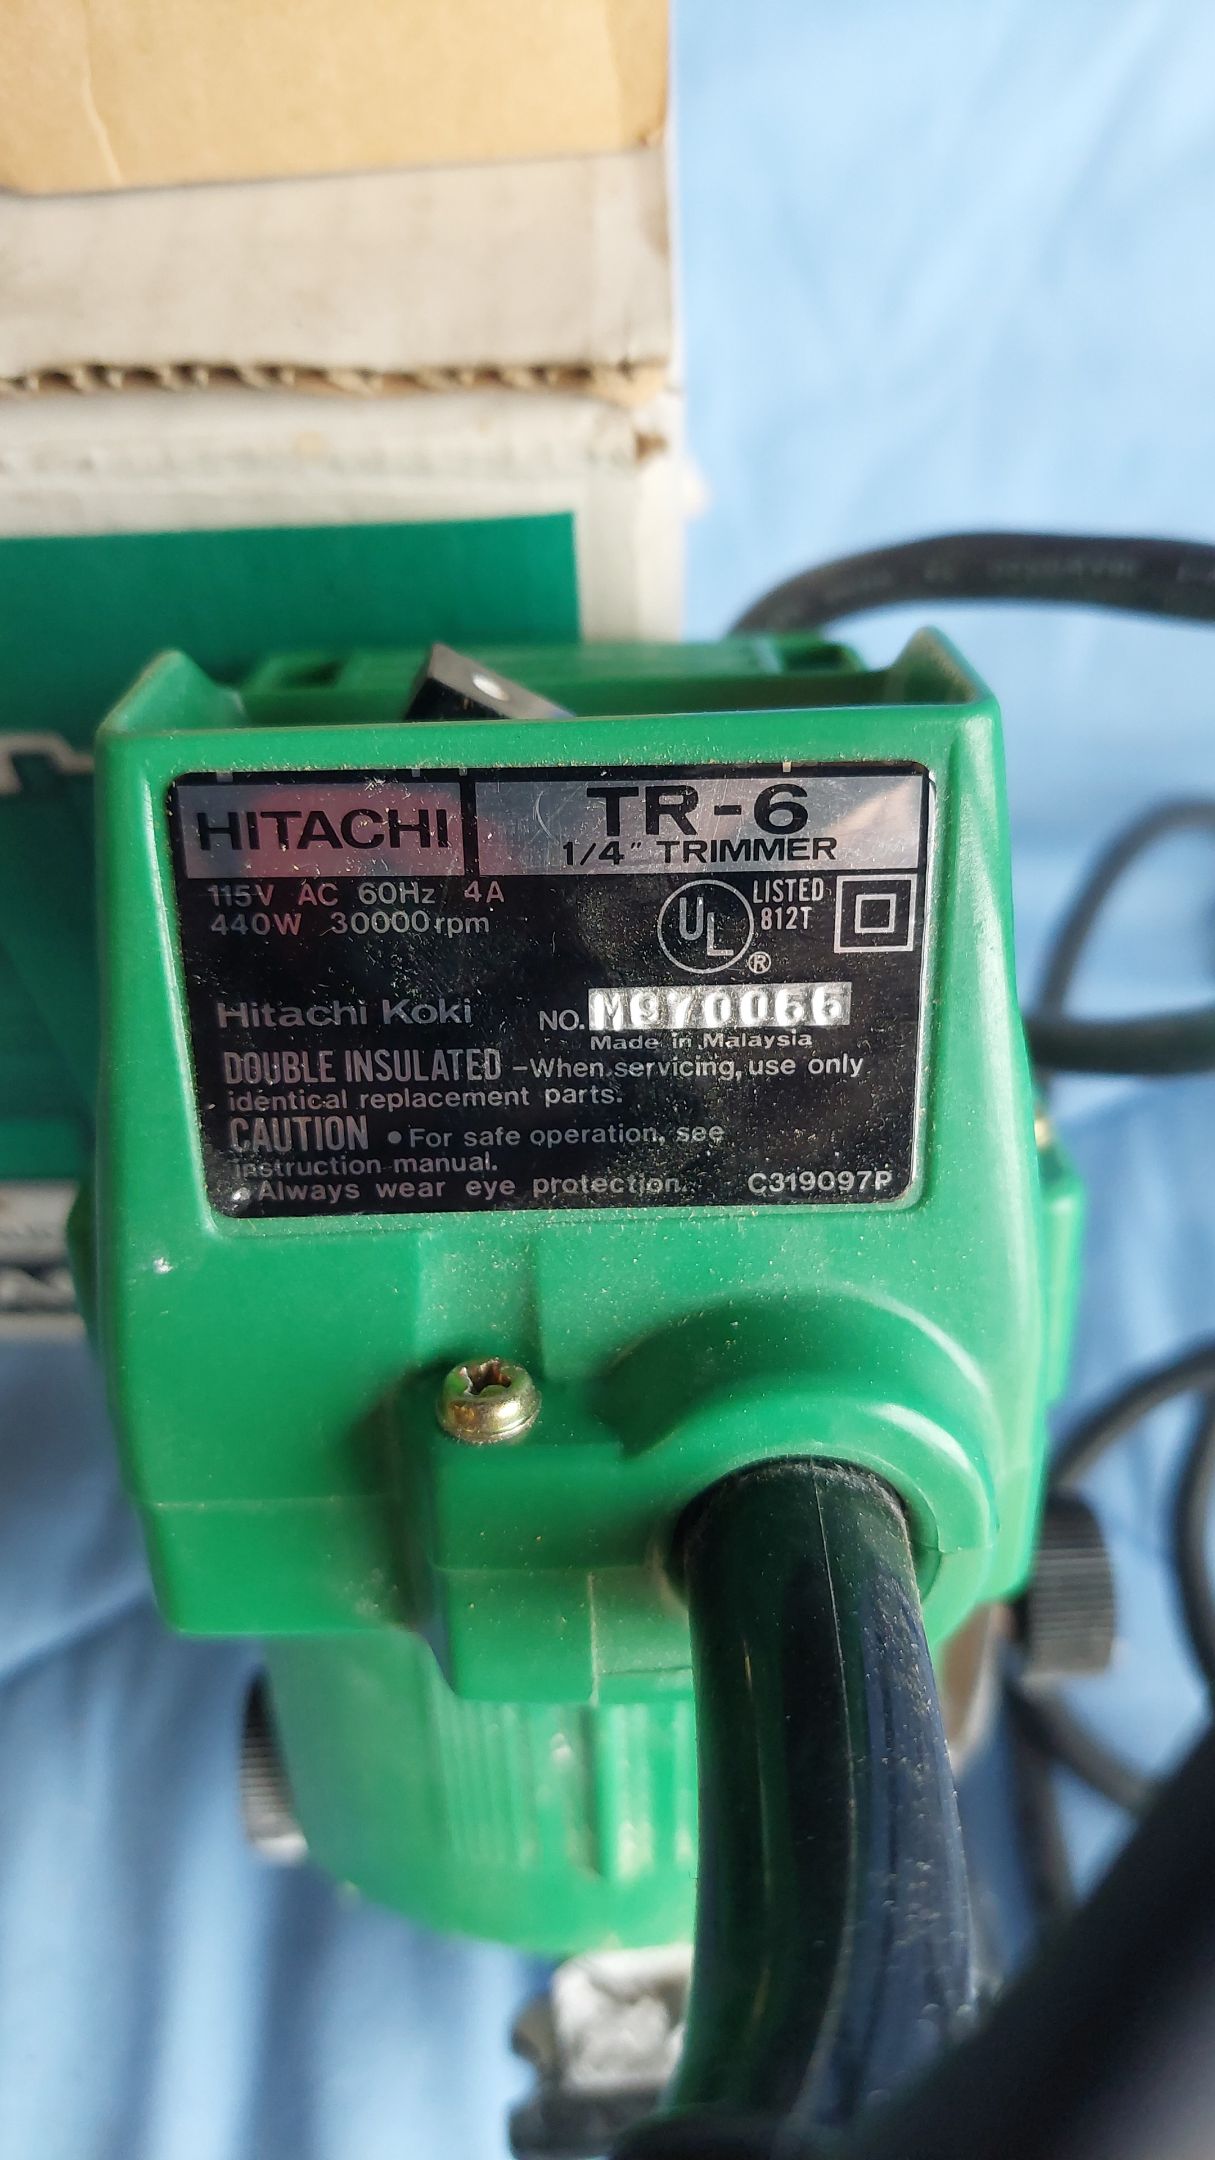 HITACHI
TR-6
1/4" TRIMMER
115V AC 60Hz 4A
440W 30000rpm
UL
®
LISTED
812T
Hitachi Koki NO. M970066
Made in Malaysia
DOUBLE INSULATED -When servicing, use only
identical replacement parts.
CAUTION •For safe operation, see
instruction manual.
•Always wear eye protection. C319097P